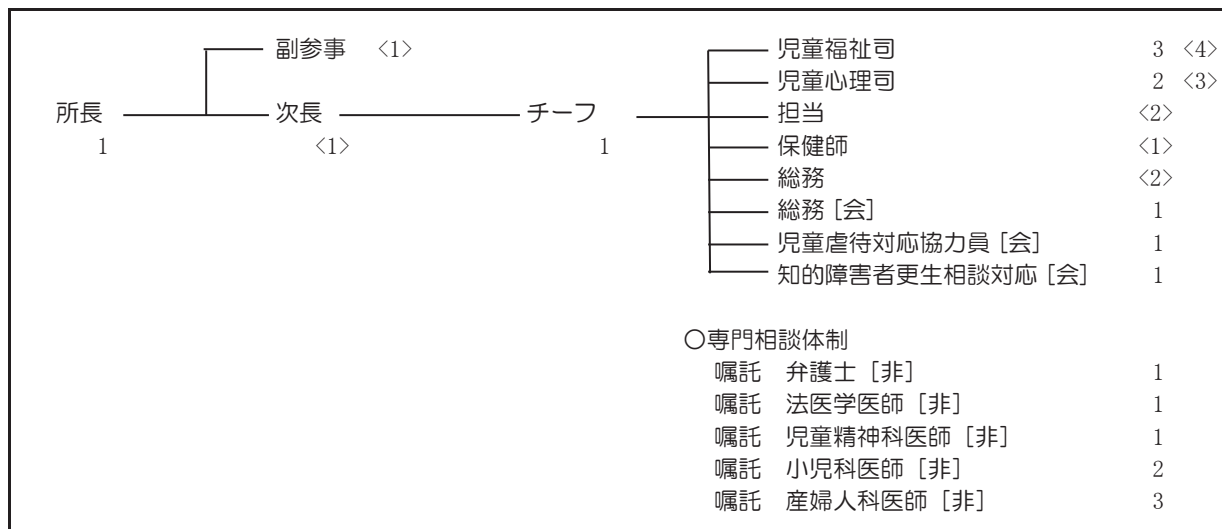 副参事 〈1〉
児童福祉司 3 〈4〉
児童心理司 2 〈3〉
所長 次長 チーフ 担当 〈2〉
1 〈1〉 1 保健師 〈1〉
総務 〈2〉
総務［会］ 1
児童虐待対応協力員［会］ 1
知的障害者更生相談対応［会］ 1
〇専門相談体制
嘱託 弁護士［非］ 1
嘱託 法医学医師［非］ 1
嘱託 児童精神科医師［非］ 1
嘱託 小児科医師［非］ 2
嘱託 産婦人科医師［非］ 3